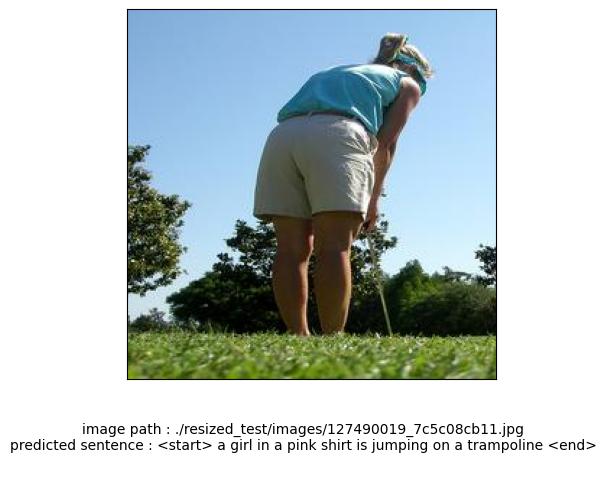 image path : ./resized_test/images/127490019_7c5c08cb11.jpg
predicted sentence : <start> a girl in a pink shirt is jumping on a trampoline <end>